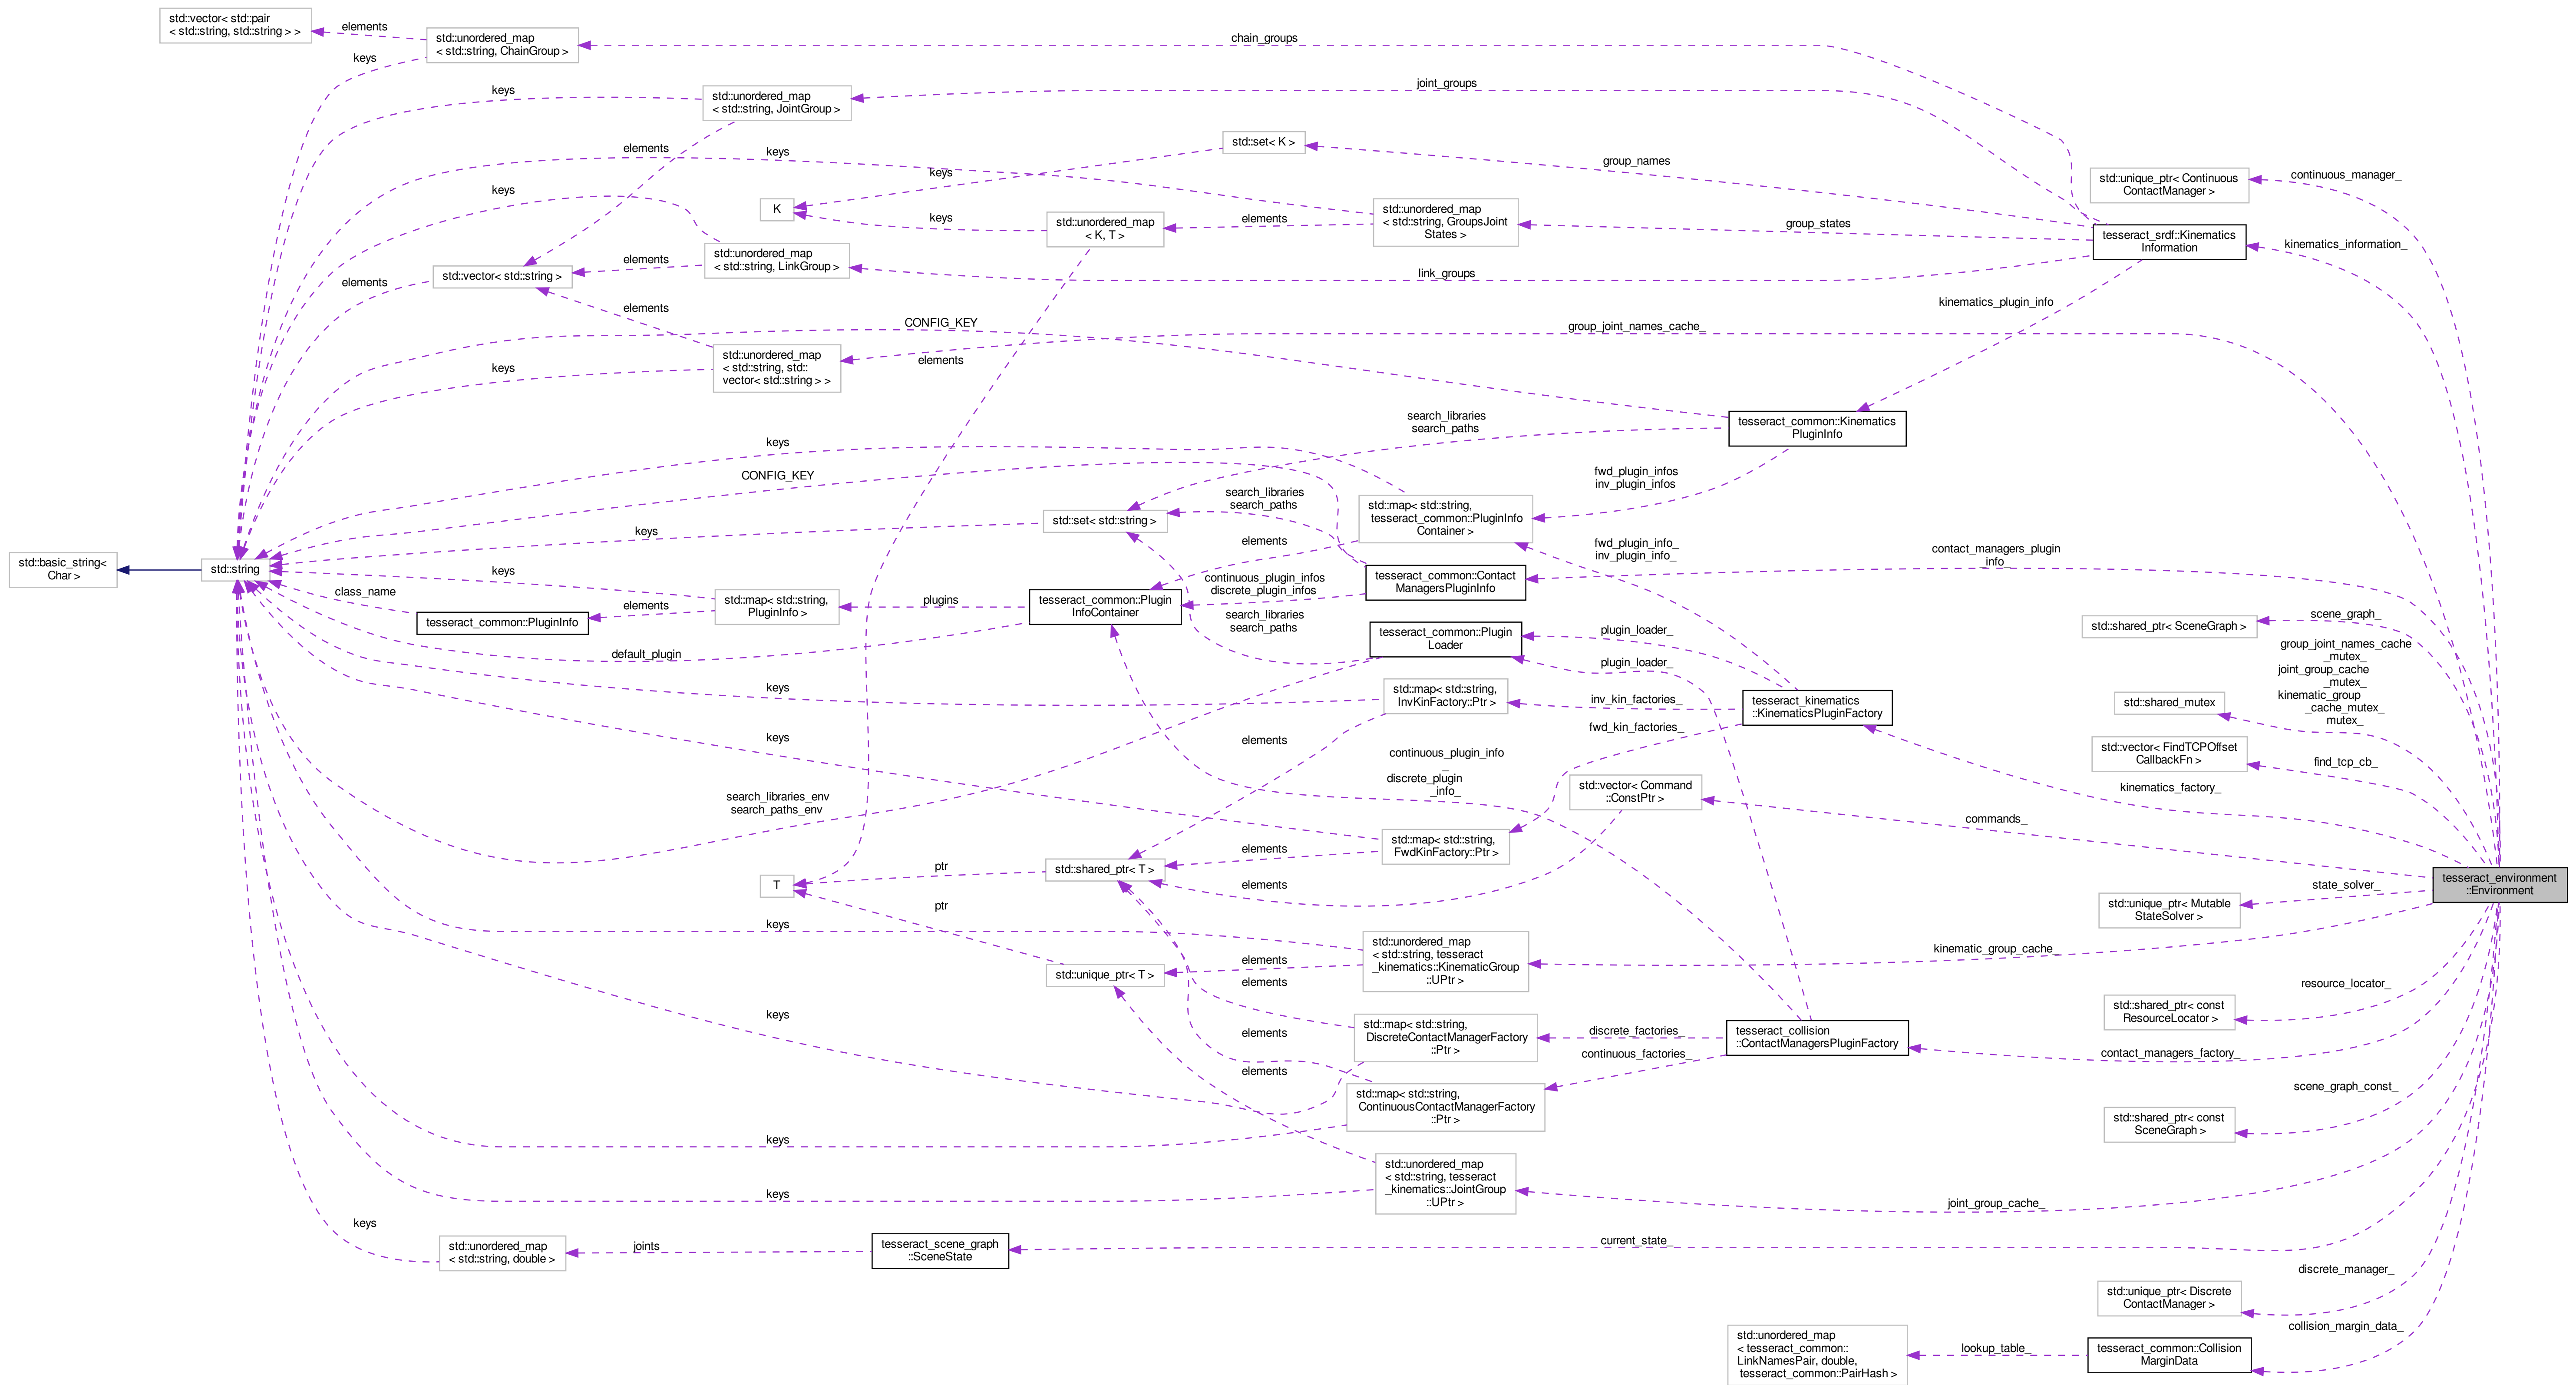 std::vector< std::pair
< std::string, std::string > >
elements
std::unordered_map
< std::string, ChainGroup >
keys
chain_groups
std::unordered_map
< std::string, JointGroup >
keys
joint_groups
elements
keys
std::set< K >
group_names
keys
K
keys
keys
std::unordered_map
< K, T >
elements
std::unordered_map
< std::string, GroupsJoint
States >
group_states
std::unique_ptr< Continuous
ContactManager >
continuous_manager_
tesseract_srdf::Kinematics
Information
kinematics_information_
std::vector< std::string >
elements
elements
std::unordered_map
< std::string, LinkGroup >
link_groups
elements
kinematics_plugin_info
CONFIG_KEY
group_joint_names_cache_
std::unordered_map
< std::string, std::
vector< std::string > >
keys
elements
search_libraries
search_paths
tesseract_common::Kinematics
PluginInfo
keys
CONFIG_KEY
search_libraries
search_paths
fwd_plugin_infos
inv_plugin_infos
std::map< std::string,
tesseract_common::PluginInfo
Container >
std::set< std::string >
keys
elements
fwd_plugin_info_
inv_plugin_info_
contact_managers_plugin
_info_
std::basic_string<
Char >
std::string
keys
class_name
tesseract_common::PluginInfo
elements
std::map< std::string,
PluginInfo >
plugins
tesseract_common::Plugin
InfoContainer
continuous_plugin_infos
discrete_plugin_infos
tesseract_common::Contact
ManagersPluginInfo
search_libraries
search_paths
default_plugin
tesseract_common::Plugin
Loader
plugin_loader_
plugin_loader_
std::shared_ptr< SceneGraph >
scene_graph_
group_joint_names_cache
_mutex_
joint_group_cache
_mutex_
kinematic_group
_cache_mutex_
mutex_
std::shared_mutex
keys
std::map< std::string,
InvKinFactory::Ptr >
inv_kin_factories_
tesseract_kinematics
::KinematicsPluginFactory
fwd_kin_factories_
keys
elements
continuous_plugin_info
_
discrete_plugin
_info_
std::vector< FindTCPOffset
CallbackFn >
find_tcp_cb_
kinematics_factory_
search_libraries_env
search_paths_env
std::vector< Command
::ConstPtr >
commands_
std::map< std::string,
FwdKinFactory::Ptr >
elements
std::shared_ptr< T >
ptr
T
ptr
elements
tesseract_environment
::Environment
state_solver_
std::unique_ptr< Mutable
StateSolver >
keys
std::unordered_map
< std::string, tesseract
_kinematics::KinematicGroup
::UPtr >
kinematic_group_cache_
elements
std::unique_ptr< T >
elements
resource_locator_
std::shared_ptr< const
ResourceLocator >
keys
std::map< std::string,
DiscreteContactManagerFactory
::Ptr >
discrete_factories_
tesseract_collision
::ContactManagersPluginFactory
continuous_factories_
elements
contact_managers_factory_
elements
scene_graph_const_
std::map< std::string,
ContinuousContactManagerFactory
::Ptr >
std::shared_ptr< const
SceneGraph >
keys
std::unordered_map
< std::string, tesseract
_kinematics::JointGroup
::UPtr >
keys
joint_group_cache_
keys
std::unordered_map
< std::string, double >
joints
tesseract_scene_graph
::SceneState
current_state_
discrete_manager_
std::unique_ptr< Discrete
ContactManager >
collision_margin_data_
std::unordered_map
< tesseract_common::
LinkNamesPair, double,
tesseract_common::PairHash >
lookup_table_
tesseract_common::Collision
MarginData